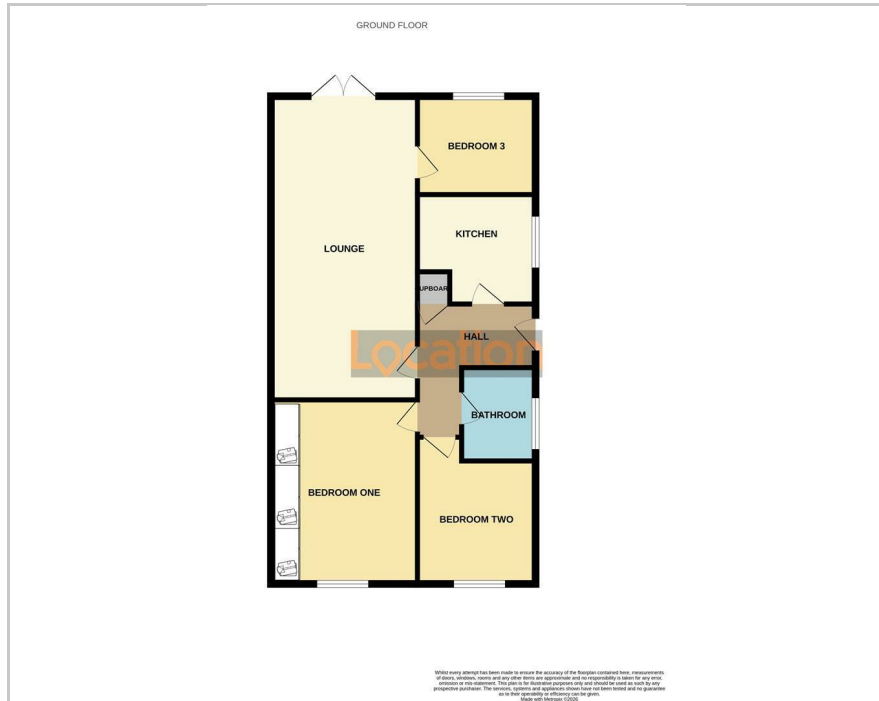 GROUND FLOOR
BEDROOM 3
KITCHEN
LOUNGE
UPBOAR
HALL
Location
BATHROOM
BEDROOM ONE
BEDROOM TWO
Whilst every attempt has been made to ensure the accuracy of the floorplan contained here, measurements
of doors, windows, rooms and any other items are approximate and no responsibility is taken for any error,
omission or mis-statement. This plan is for illustrative purposes only and should be used as such by any
prospective purchaser. The services, systems and appliances shown have not been tested and no guarantee
as to their operability or efficiency can be given.
Made with Metropix ©2026